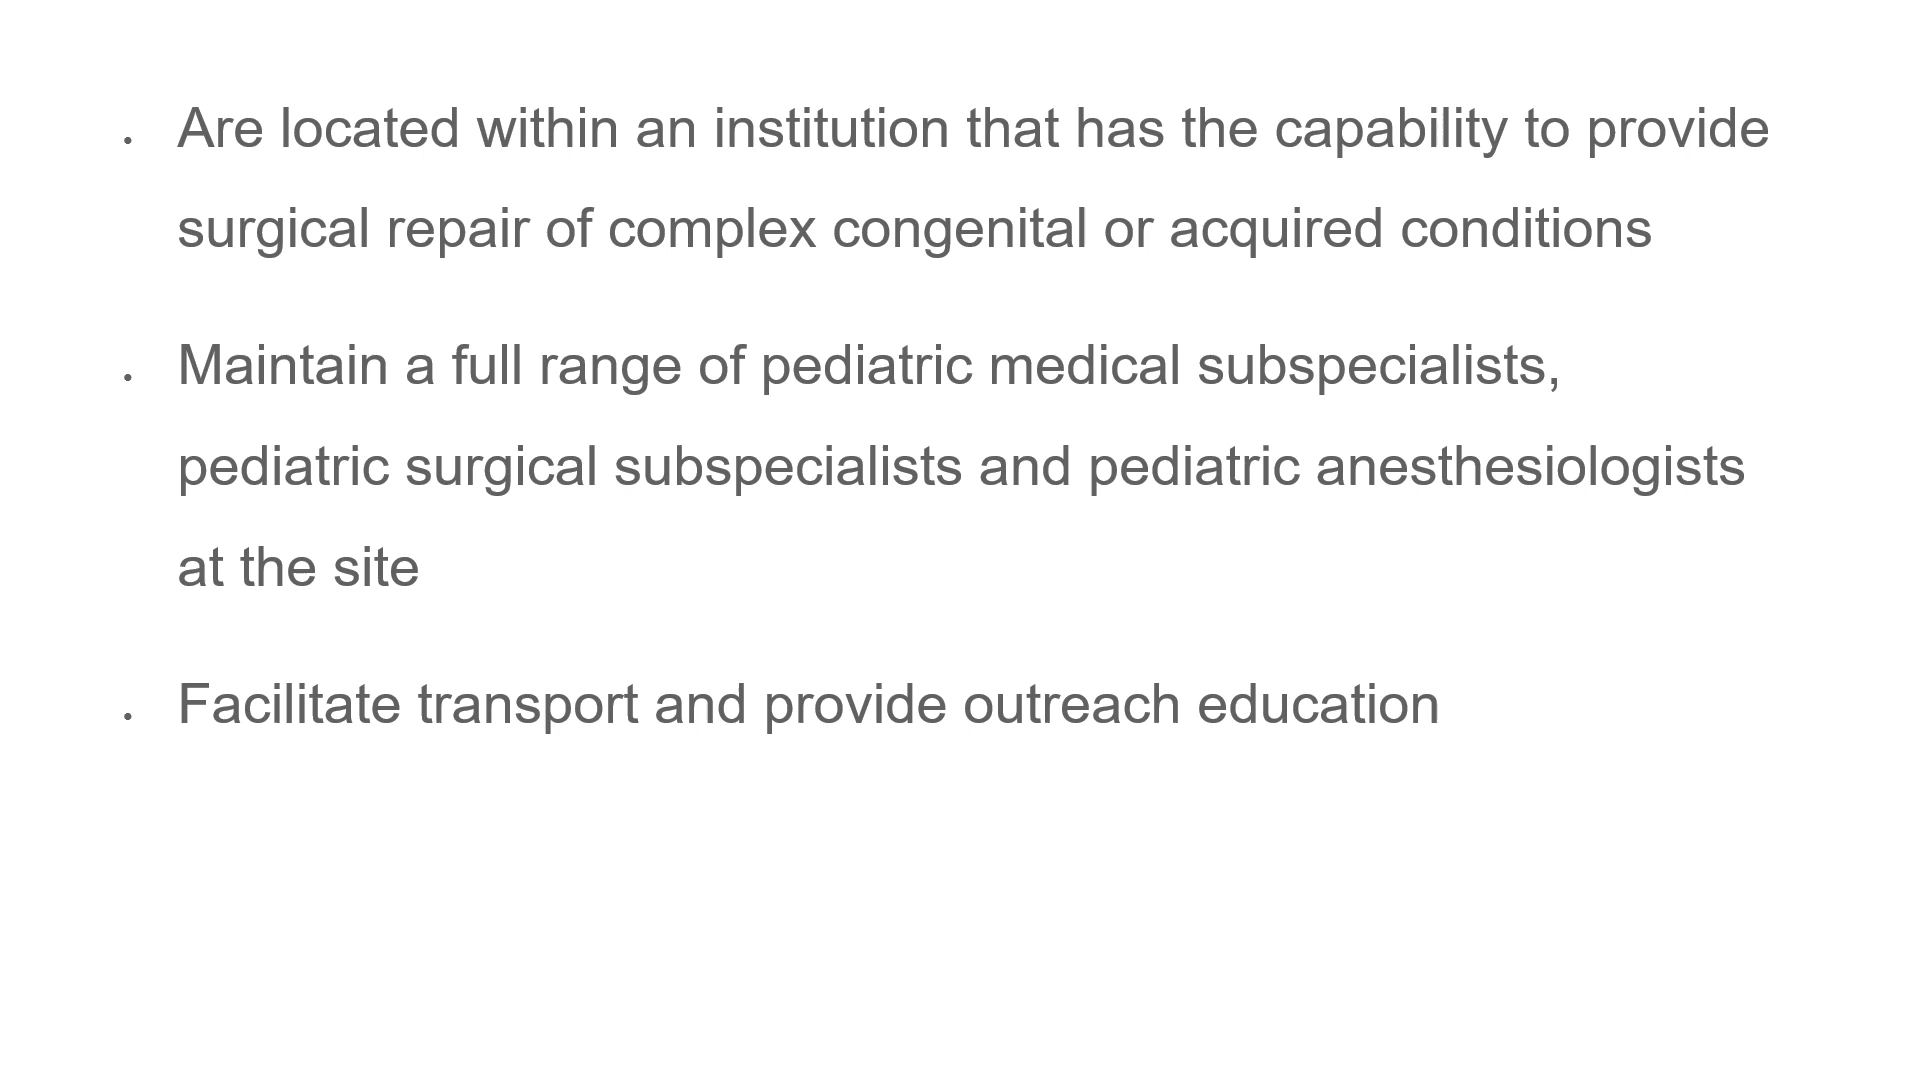 • Are located within an institution that has the capability to provide
surgical repair of complex congenital or acquired conditions
• Maintain a full range of pediatric medical subspecialists,
pediatric surgical subspecialists and pediatric anesthesiologists
at the site
• Facilitate transport and provide outreach education